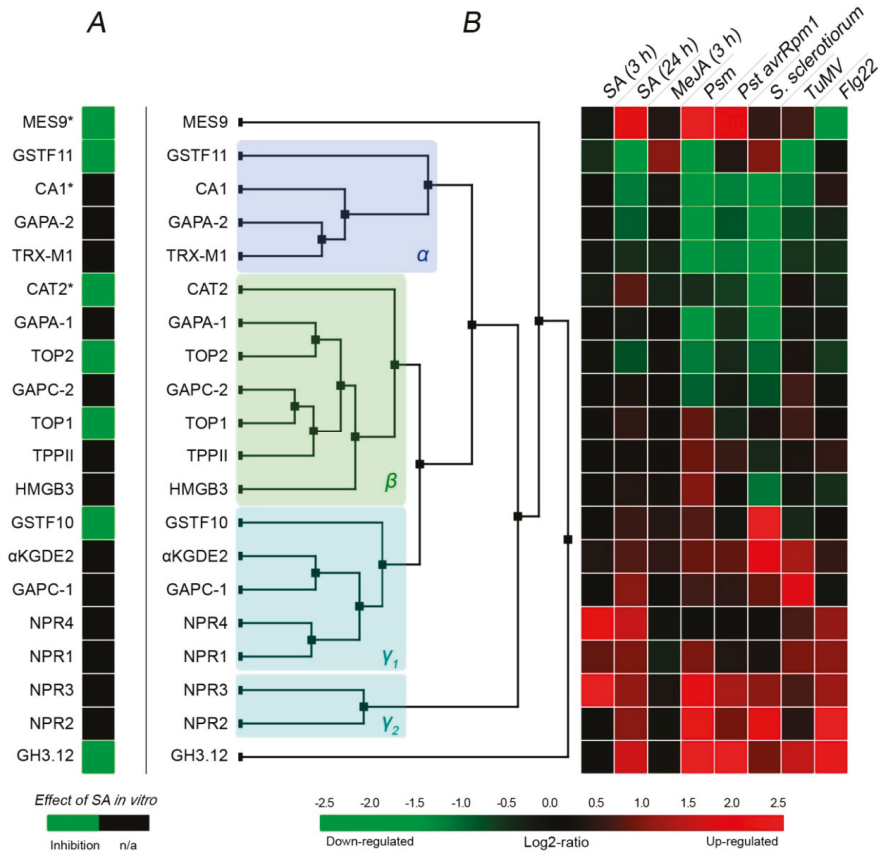 A
B
SA (3 h)
SA (24 h)
MeJA (3 h)
Psm
Pst avrRpm1
S. sclerotiorum
TuMV
Flg22
MES9* MES9
GSTF11 GSTF11
CA1* CA1
GAPA-2 GAPA-2
TRX-M1 TRX-M1 α
CAT2* CAT2
GAPA-1 GAPA-1
TOP2 TOP2
GAPC-2 GAPC-2
TOP1 TOP1
TPPII TPPII
HMGB3 HMGB3 β
GSTF10 GSTF10
αKGDE2 αKGDE2
GAPC-1 GAPC-1
NPR4 NPR4
NPR1 NPR1 γ1
NPR3 NPR3
NPR2 NPR2 γ2
GH3.12 GH3.12
Effect of SA in vitro
Inhibition n/a
-2.5 -2.0 -1.5 -1.0 -0.5 0.0 0.5 1.0 1.5 2.0 2.5
Down-regulated Log2-ratio Up-regulated